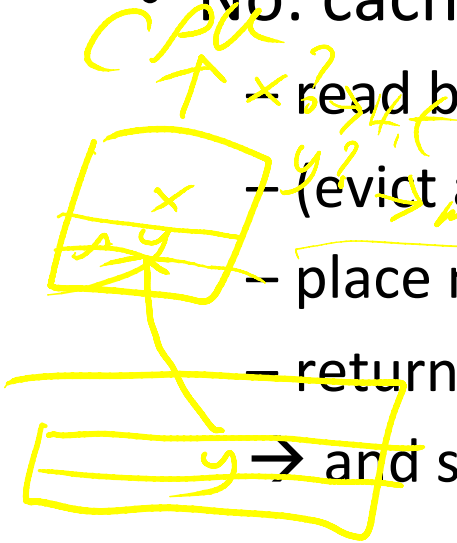 • No: cach
CPU
x?
– read b
y?
– (evict
x
y
– place
– return
y → and s